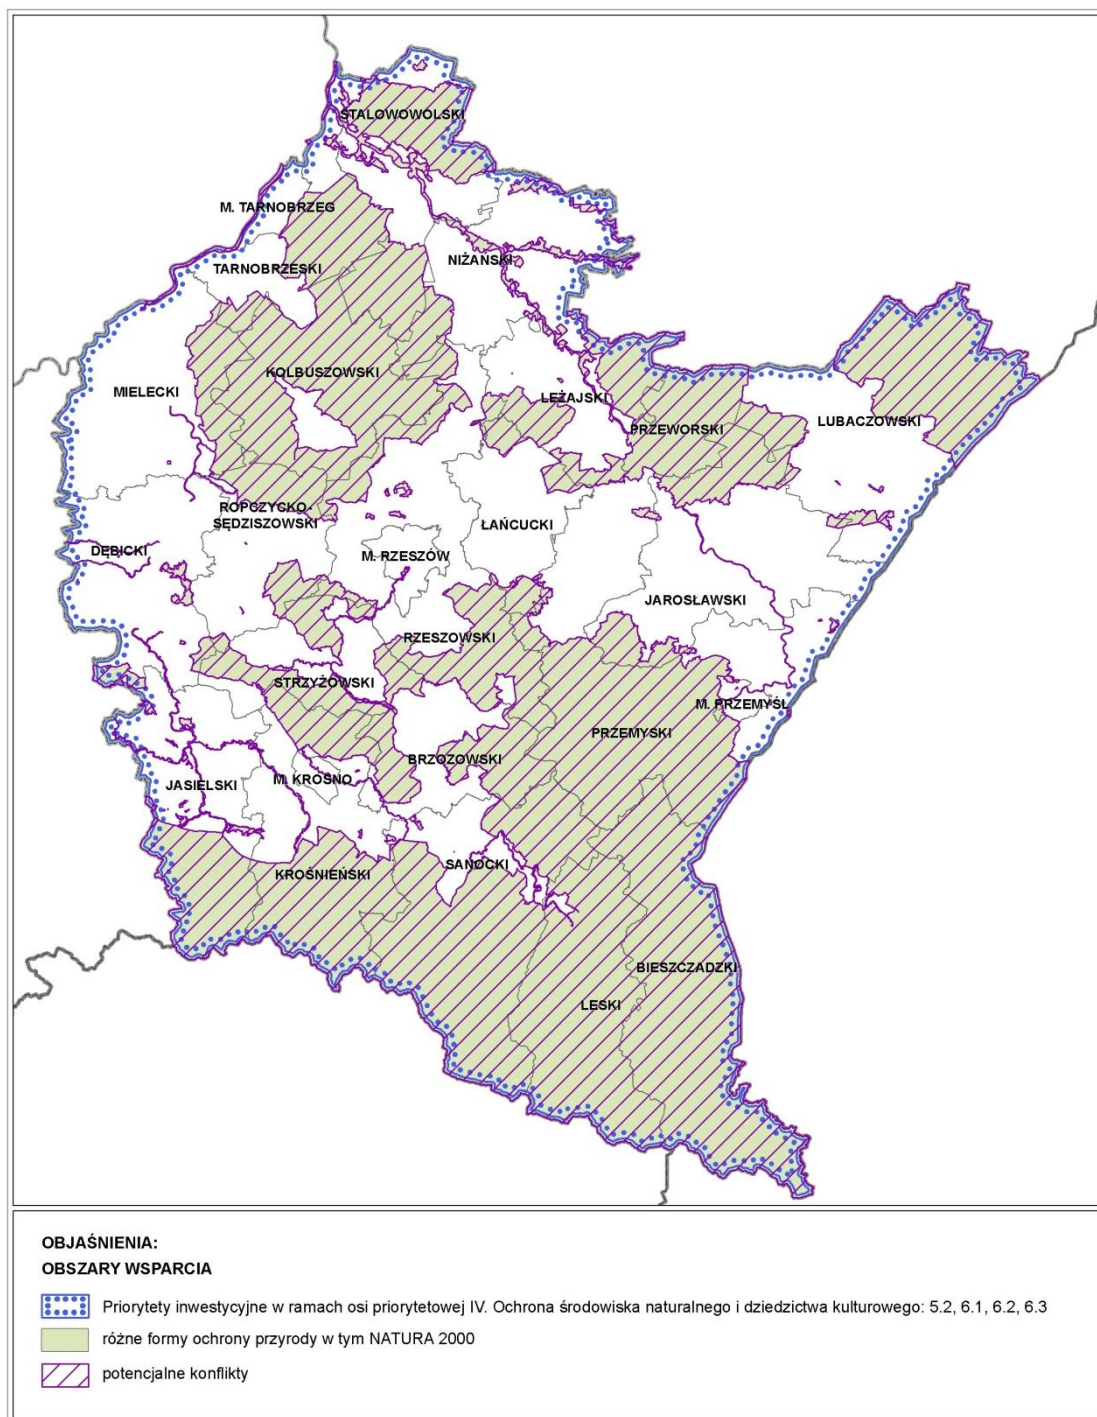 STALOWOWOLSKI
M. TARNOBRZEG
NIŻAŃSKI
TARNOBRZESKI
KOLBUSZOWSKI
MIELECKI
LEŻAJSKI
LUBACZOWSKI
PRZEWORSKI
ROPCZYCKO-
SĘDZISZOWSKI
ŁAŃCUCKI
DĘBICKI
M. RZESZÓW
JAROSŁAWSKI
RZESZOWSKI
STRZYŻOWSKI
M. PRZEMYŚL
PRZEMYSKI
BRZOZOWSKI
M. KROSNO
JASIELSKI
SANOCKI
KROŚNIEŃSKI
BIESZCZADZKI
LESKI
OBJAŚNIENIA:
OBSZARY WSPARCIA
Priorytety inwestycyjne w ramach osi priorytetowej IV. Ochrona środowiska naturalnego i dziedzictwa kulturowego: 5.2, 6.1, 6.2, 6.3
różne formy ochrony przyrody w tym NATURA 2000
potencjalne konflikty